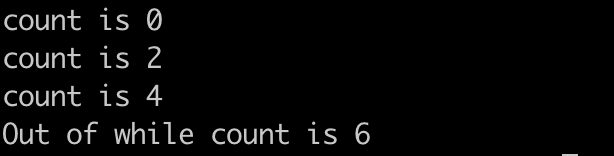 count is 0
count is 2
count is 4
Out of while count is 6